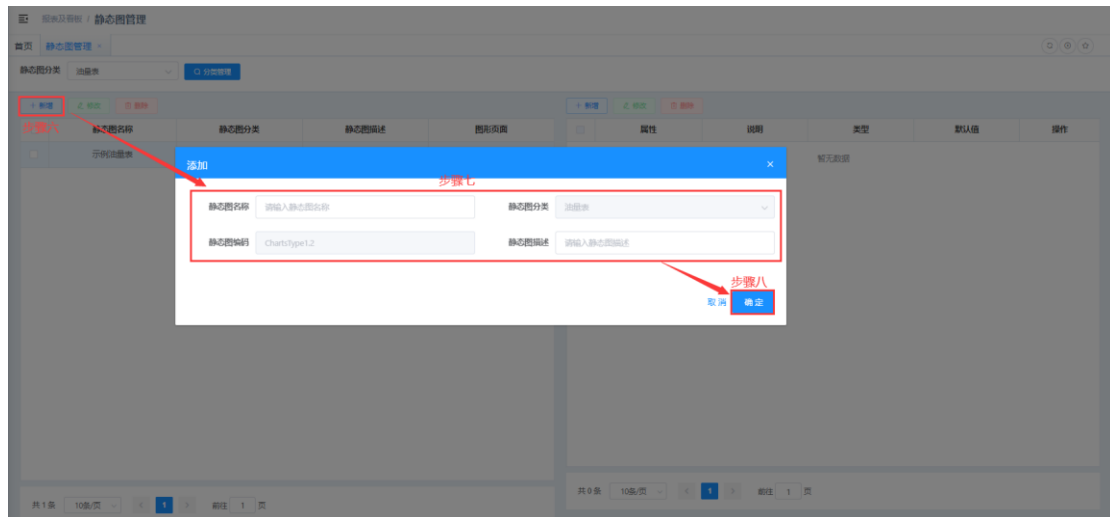 报表及看板 / 静态图管理
首页 静态图管理 ×
静态图分类 油量表 分类管理
+ 新增 修改 删除 + 新增 修改 删除
步骤六 静态图名称 静态图分类 静态图描述 图形页面 属性 说明 类型 默认值 操作
示例油量表 暂无数据
添加 ×
步骤七
静态图名称 请输入静态图名称 静态图分类 油量表
静态图编码 ChartsType1.2 静态图描述 请输入静态图描述
步骤八
取消 确定
共 1 条 10条/页 < 1 > 前往 1 页 共 0 条 10条/页 < 1 > 前往 1 页